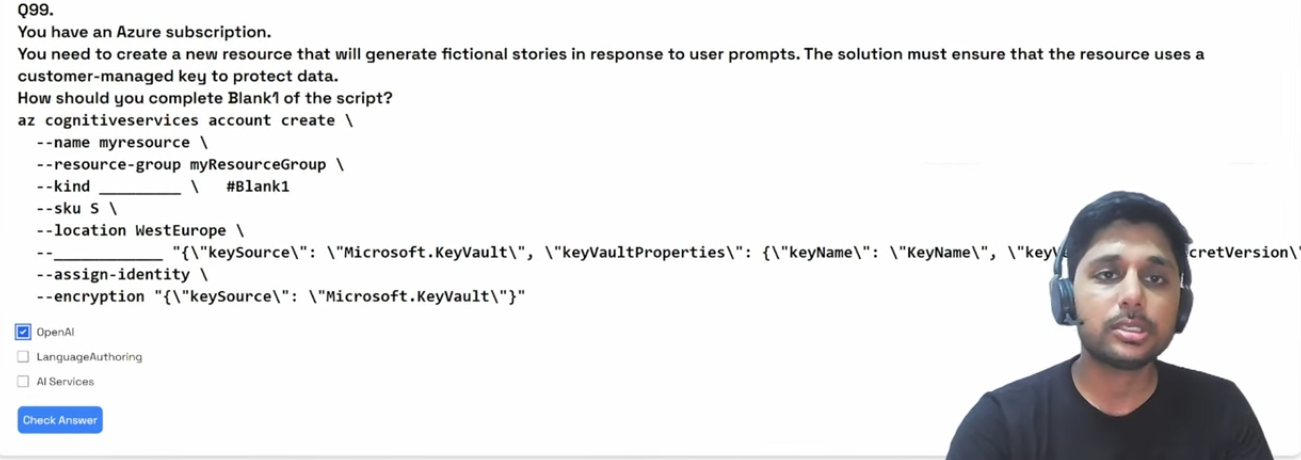 Q99.
You have an Azure subscription.
You need to create a new resource that will generate fictional stories in response to user prompts. The solution must ensure that the resource uses a
customer-managed key to protect data.
How should you complete Blank1 of the script?
az cognitiveservices account create \
--name myresource \
--resource-group myResourceGroup \
--kind _________ \ #Blank1
--sku S \
--location WestEurope \
--____________ "{\"keySource\": \"Microsoft.KeyVault\", \"keyVaultProperties\": {\"keyName\": \"KeyName\", \"keyV cretVersion\"
--assign-identity \
--encryption "{\"keySource\": \"Microsoft.KeyVault\"}"
OpenAI
LanguageAuthoring
AI Services
Check Answer